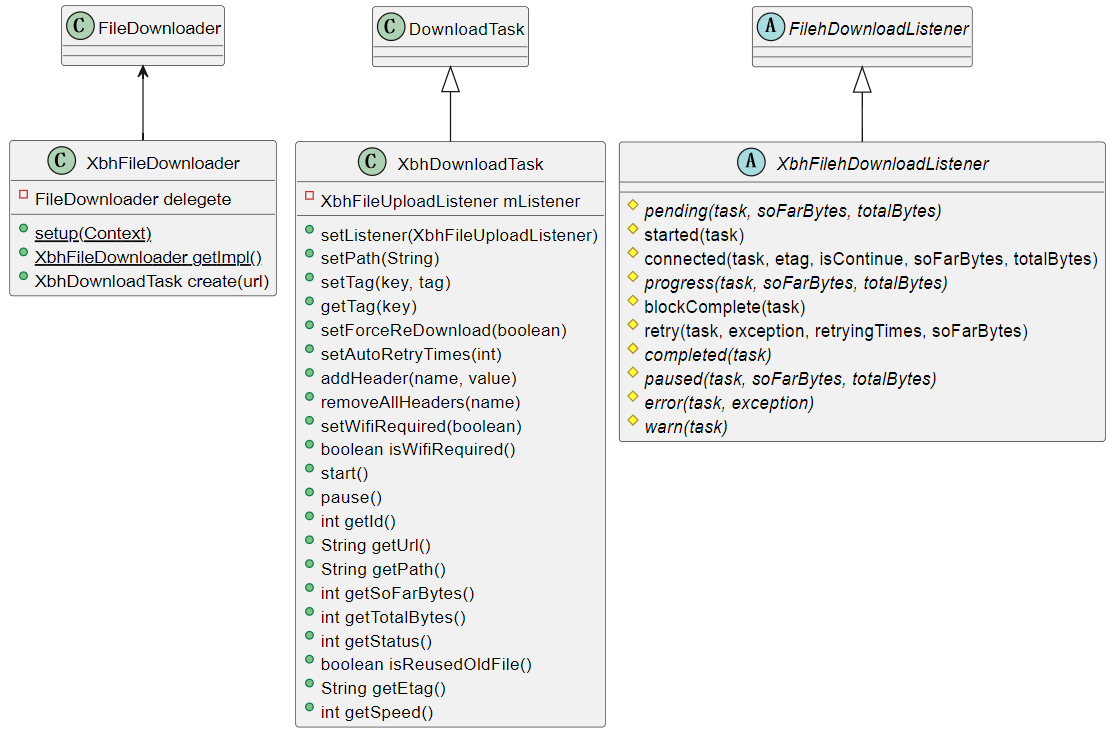 C FileDownloader
C DownloadTask
A FilehDownloadListener
C XbhFileDownloader
FileDownloader delegete
setup(Context)
XbhFileDownloader getImpl()
XbhDownloadTask create(url)
C XbhDownloadTask
XbhFileUploadListener mListener
setListener(XbhFileUploadListener)
setPath(String)
setTag(key, tag)
getTag(key)
setForceReDownload(boolean)
setAutoRetryTimes(int)
addHeader(name, value)
removeAllHeaders(name)
setWifiRequired(boolean)
boolean isWifiRequired()
start()
pause()
int getId()
String getUrl()
String getPath()
int getSoFarBytes()
int getTotalBytes()
int getStatus()
boolean isReusedOldFile()
String getEtag()
int getSpeed()
A XbhFilehDownloadListener
pending(task, soFarBytes, totalBytes)
started(task)
connected(task, etag, isContinue, soFarBytes, totalBytes)
progress(task, soFarBytes, totalBytes)
blockComplete(task)
retry(task, exception, retryingTimes, soFarBytes)
completed(task)
paused(task, soFarBytes, totalBytes)
error(task, exception)
warn(task)